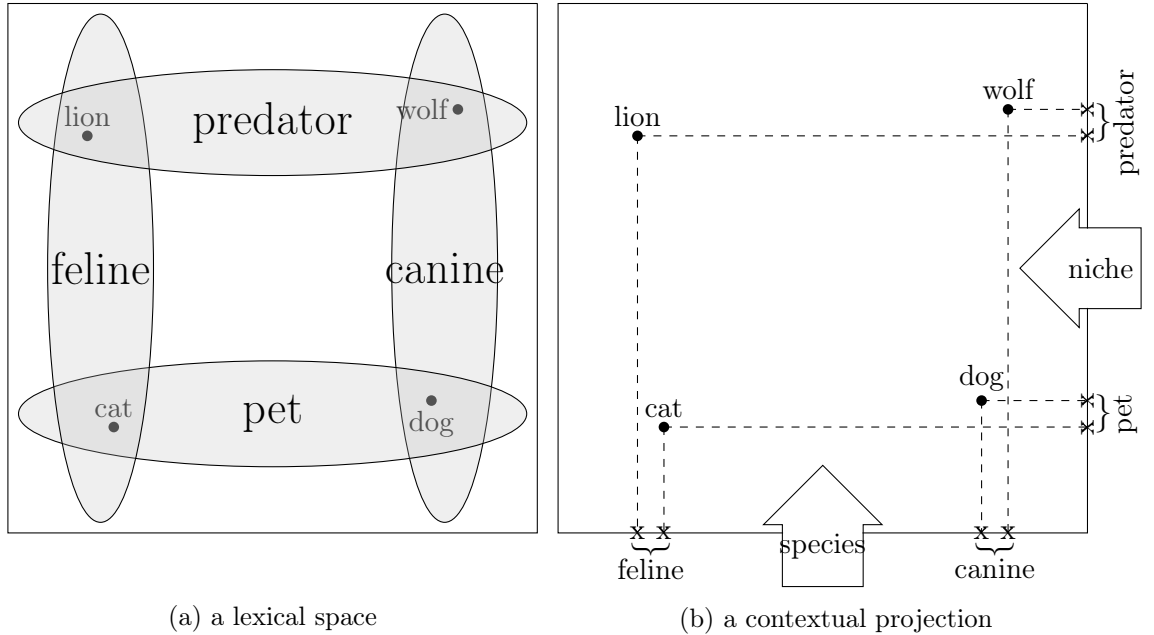 lion
wolf
predator
feline
canine
cat
pet
dog
(a) a lexical space
lion
wolf
predator
niche
cat
dog
pet
x x x x
x x x x
species
feline
canine
(b) a contextual projection